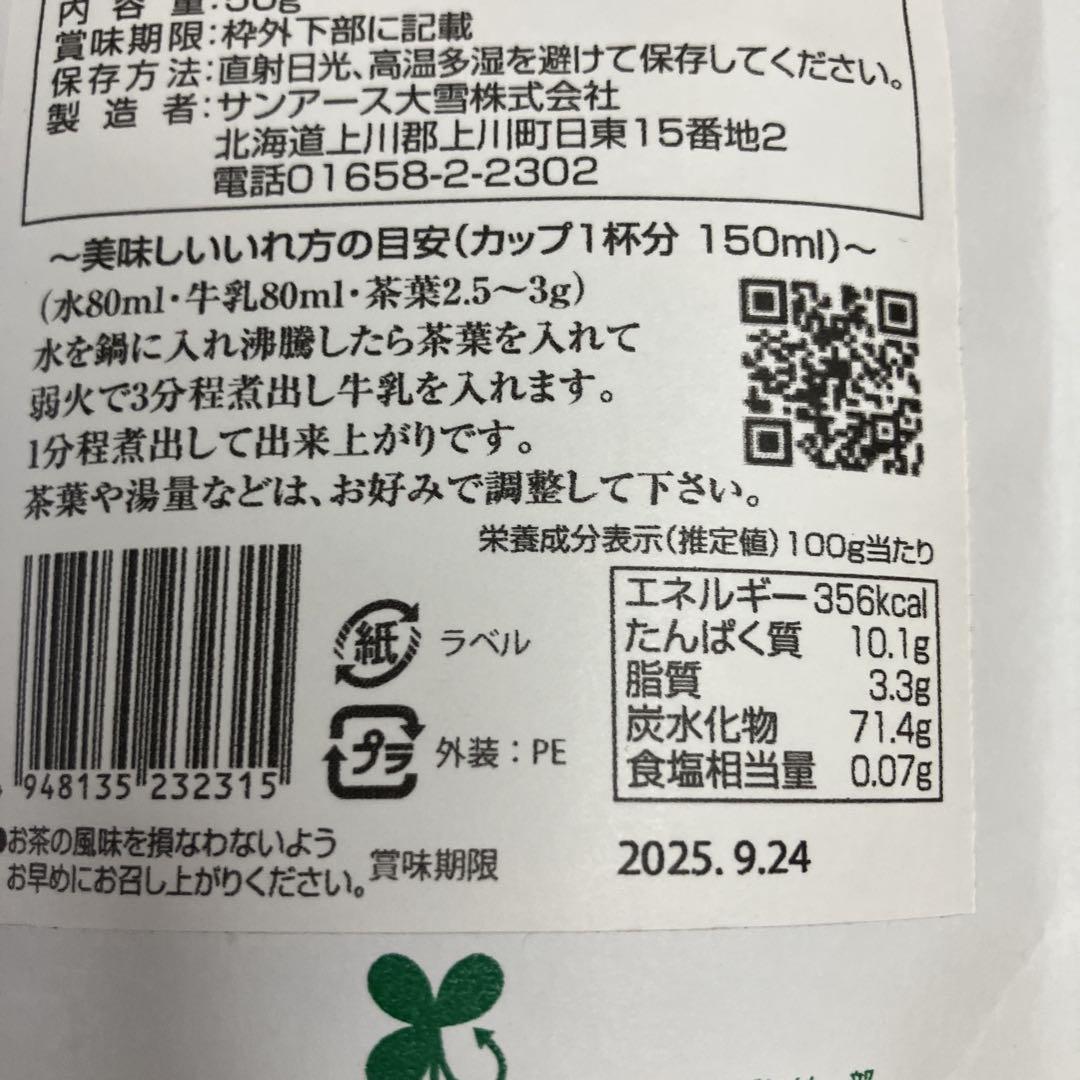 内容量:50g
賞味期限:枠外下部に記載
保存方法:直射日光、高温多湿を避けて保存してください。
製造者:サンアース大雪株式会社
北海道上川郡上川町日東15番地2
電話01658-2-2302
〜美味しいいれ方の目安(カップ1杯分 150ml)〜
(水80ml・牛乳80ml・茶葉2.5〜3g)
水を鍋に入れ沸騰したら茶葉を入れて
弱火で3分程煮出し牛乳を入れます。
1分程煮出して出来上がりです。
茶葉や湯量などは、お好みで調整して下さい。
栄養成分表示(推定値)100g当たり
エネルギー 356kcal
たんぱく質 10.1g
脂質 3.3g
炭水化物 71.4g
食塩相当量 0.07g
紙 ラベル
プラ 外装:PE
948135 232315
●お茶の風味を損なわないよう
お早めにお召し上がりください。
賞味期限 2025.9.24